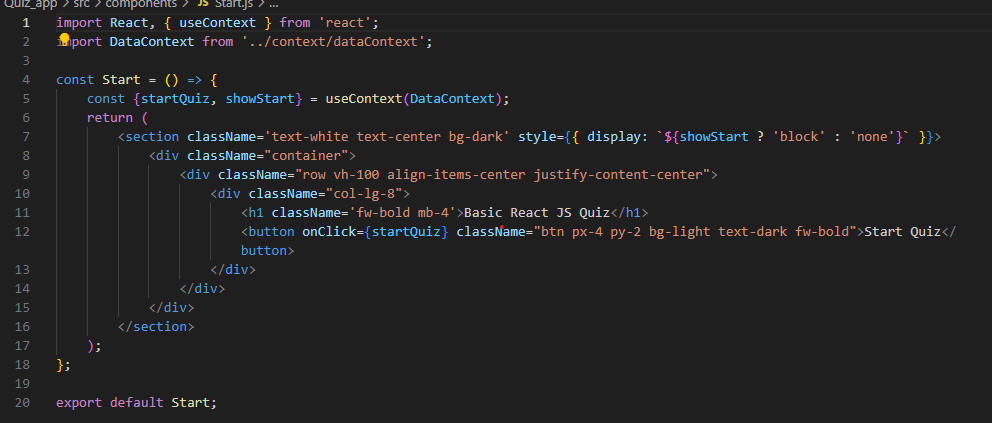 Quiz_app > src > components > JS Start.js > ...
1 import React, { useContext } from 'react';
2 import DataContext from '../context/dataContext';
3
4 const Start = () => {
5 const {startQuiz, showStart} = useContext(DataContext);
6 return (
7 <section className='text-white text-center bg-dark' style={{ display: `${showStart ? 'block' : 'none'}` }}>
8 <div className="container">
9 <div className="row vh-100 align-items-center justify-content-center">
10 <div className="col-lg-8">
11 <h1 className='fw-bold mb-4'>Basic React JS Quiz</h1>
12 <button onClick={startQuiz} className="btn px-4 py-2 bg-light text-dark fw-bold">Start Quiz</
button>
13 </div>
14 </div>
15 </div>
16 </section>
17 );
18 };
19
20 export default Start;